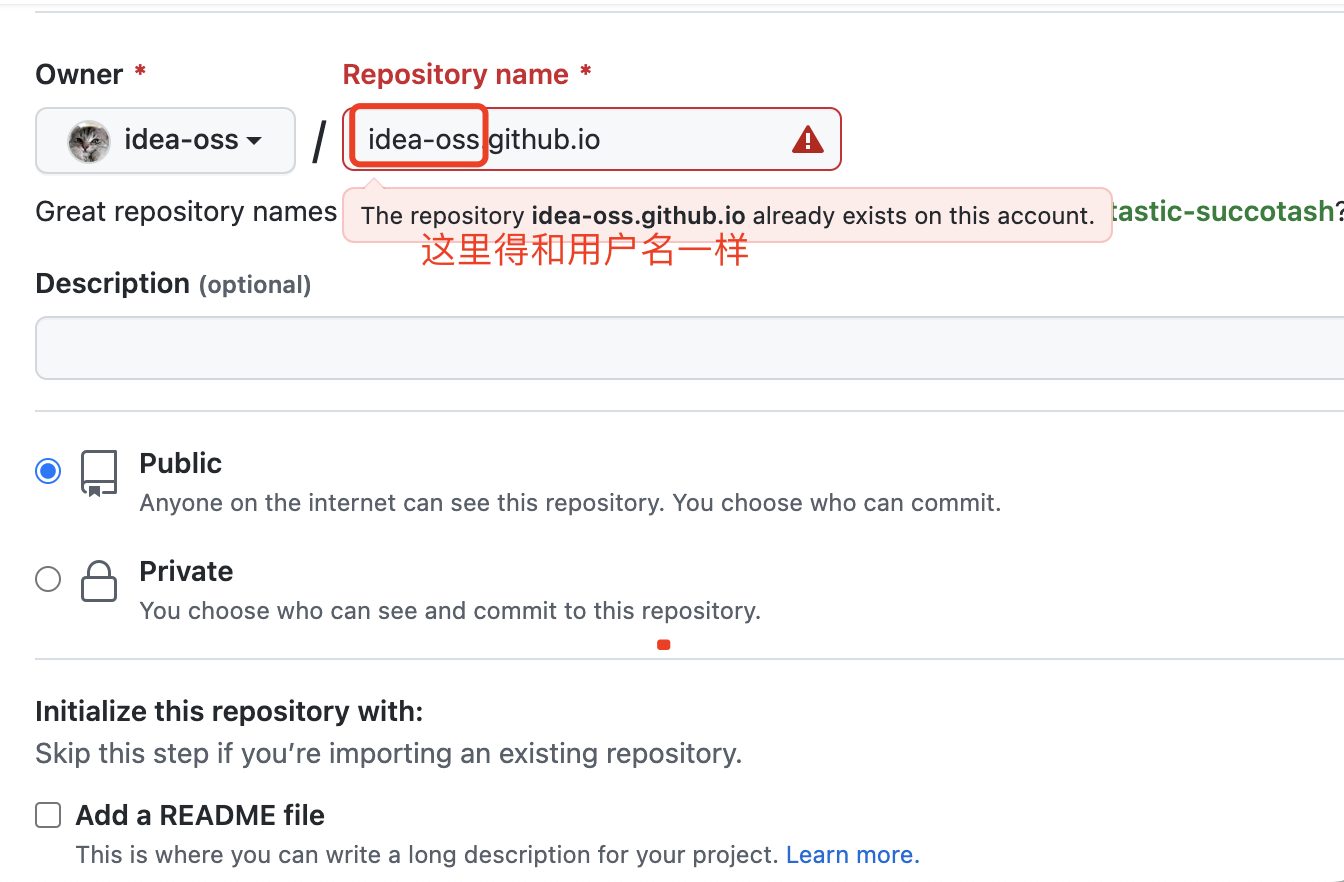 Owner * Repository name *
idea-oss / idea-oss.github.io
Great repository names tastic-succotash?
The repository idea-oss.github.io already exists on this account.
这里得和用户名一样
Description (optional)
Public
Anyone on the internet can see this repository. You choose who can commit.
Private
You choose who can see and commit to this repository.
Initialize this repository with:
Skip this step if you’re importing an existing repository.
Add a README file
This is where you can write a long description for your project. Learn more.